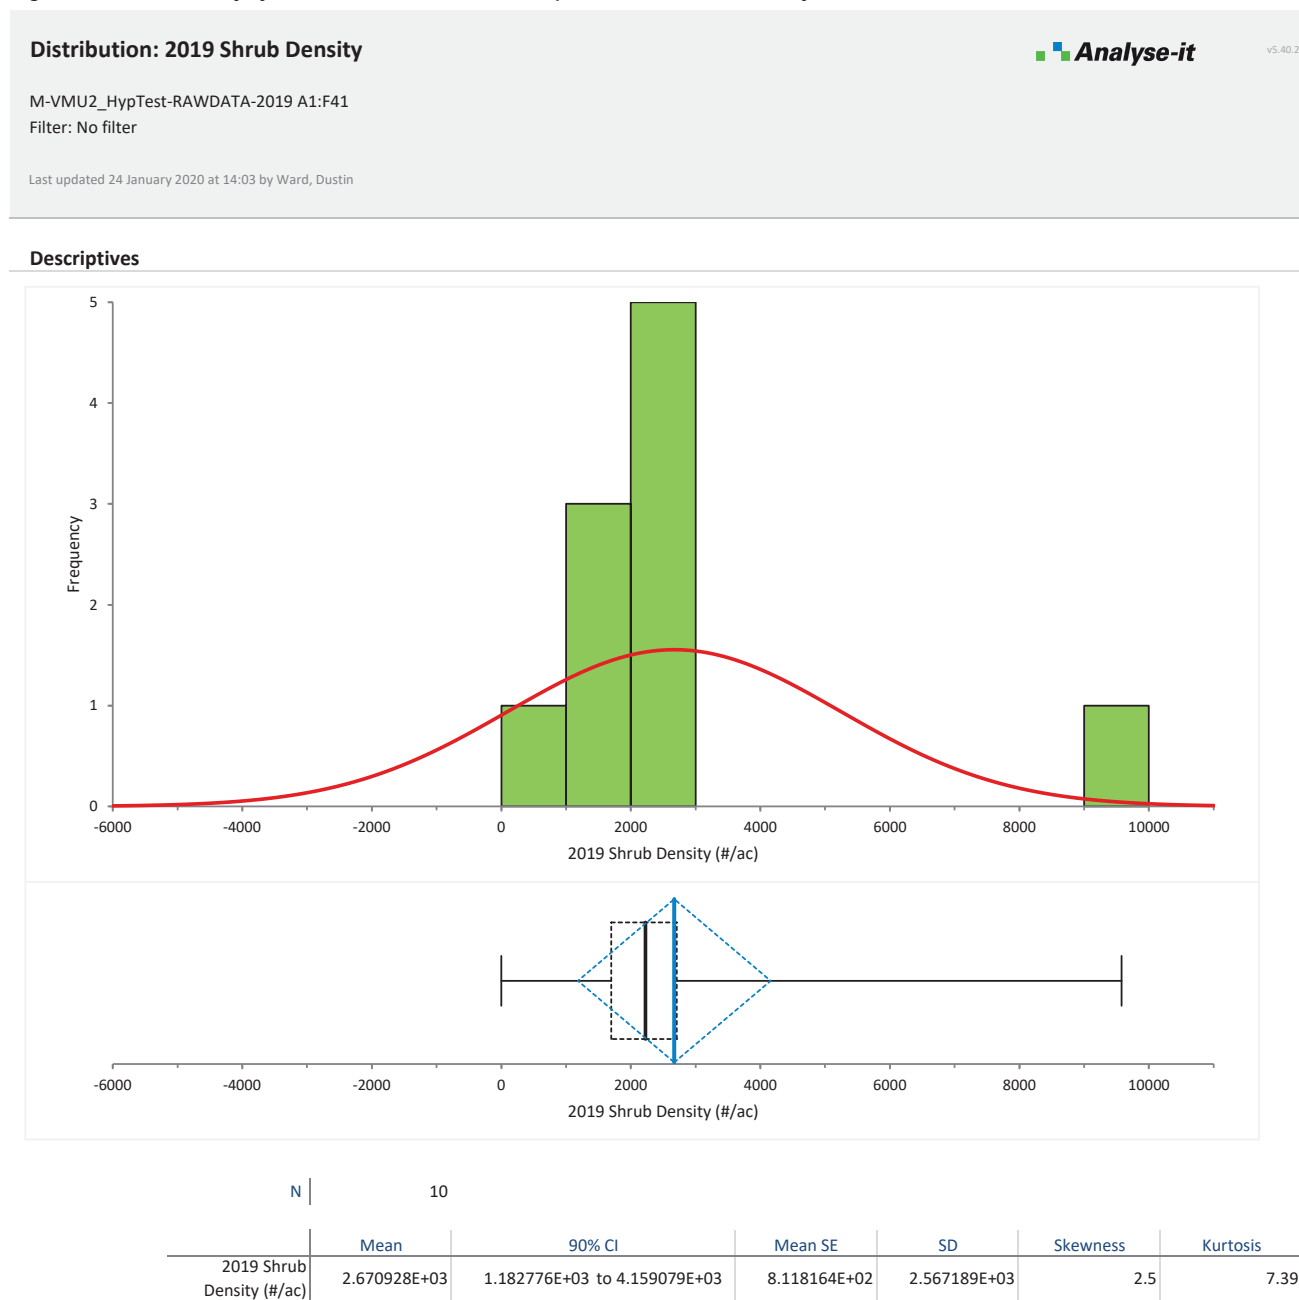 Distribution: 2019 Shrub Density
Analyse-it
v5.40.2
M-VMU2_HypTest-RAWDATA-2019 A1:F41
Filter: No filter
Last updated 24 January 2020 at 14:03 by Ward, Dustin
Descriptives
5
4
3
2
1
0
Frequency
-6000 -4000 -2000 0 2000 4000 6000 8000 10000
2019 Shrub Density (#/ac)
-6000 -4000 -2000 0 2000 4000 6000 8000 10000
2019 Shrub Density (#/ac)
N 10
Mean 90% CI Mean SE SD Skewness Kurtosis
2019 Shrub
Density (#/ac) 2.670928E+03 1.182776E+03 to 4.159079E+03 8.118164E+02 2.567189E+03 2.5 7.39